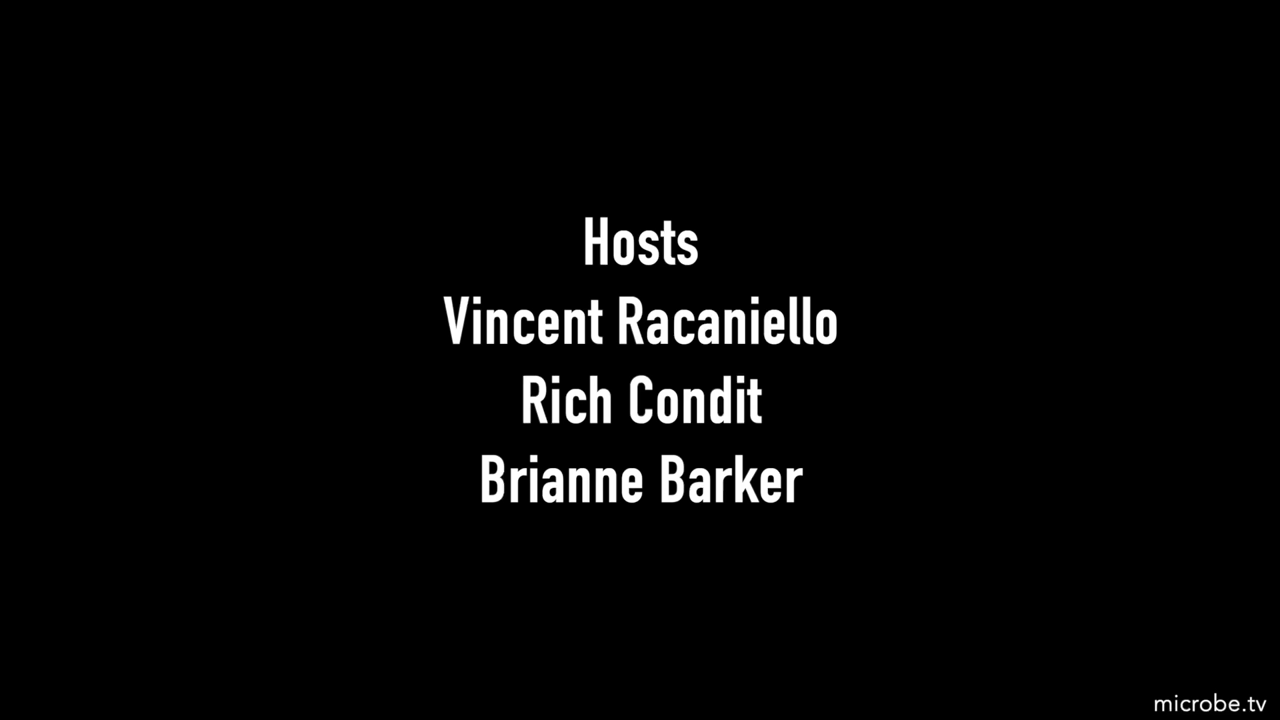 Hosts
Vincent Racaniello
Rich Condit
Brianne Barker
microbe.tv